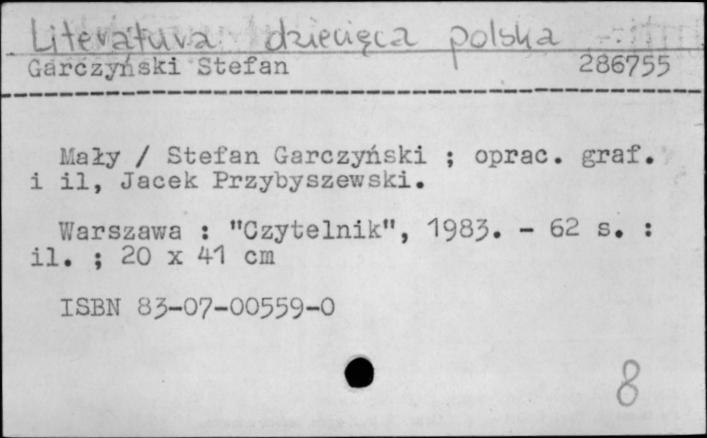 Literatura dziecięca polska
Garczyński Stefan 286755
Mały / Stefan Garczyński ; oprac. graf.
i il, Jacek Przybyszewski.
Warszawa : "Czytelnik", 1983. - 62 s. :
il. ; 20 x 41 cm
ISBN 83-07-00559-0
8